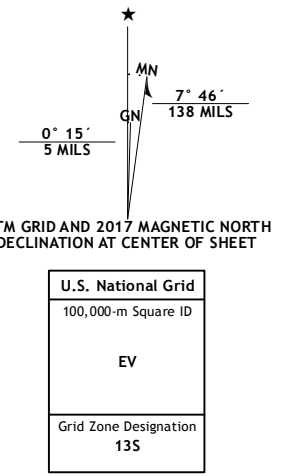 ★
MN
GN
7° 46´
138 MILS
0° 15´
5 MILS
TM GRID AND 2017 MAGNETIC NORTH
DECLINATION AT CENTER OF SHEET
U.S. National Grid
100,000-m Square ID
EV
Grid Zone Designation
13S